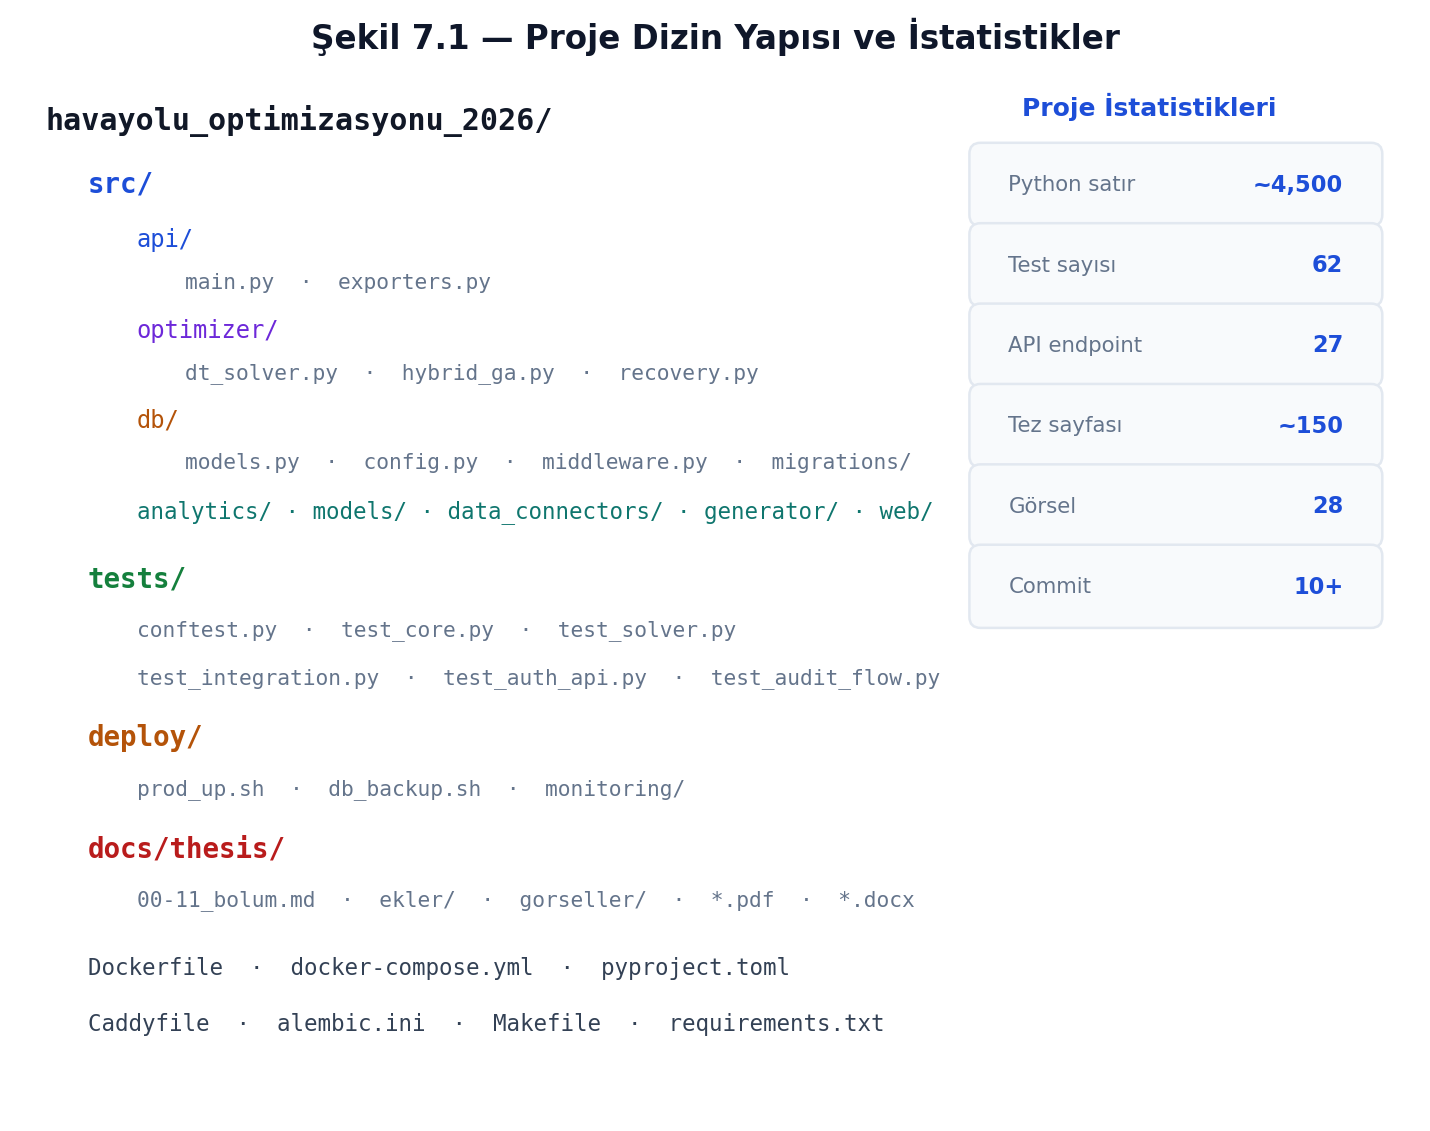 Şekil 7.1 — Proje Dizin Yapısı ve İstatistikler
havayolu_optimizasyonu_2026/
src/
api/
main.py · exporters.py
optimizer/
dt_solver.py · hybrid_ga.py · recovery.py
db/
models.py · config.py · middleware.py · migrations/
analytics/ · models/ · data_connectors/ · generator/ · web/
tests/
conftest.py · test_core.py · test_solver.py
test_integration.py · test_auth_api.py · test_audit_flow.py
deploy/
prod_up.sh · db_backup.sh · monitoring/
docs/thesis/
00-11_bolum.md · ekler/ · gorseller/ · *.pdf · *.docx
Dockerfile · docker-compose.yml · pyproject.toml
Caddyfile · alembic.ini · Makefile · requirements.txt
Proje İstatistikleri
Python satır ~4,500
Test sayısı 62
API endpoint 27
Tez sayfası ~150
Görsel 28
Commit 10+